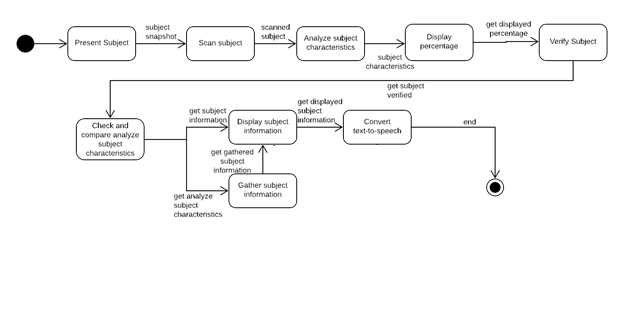 subject
snapshot
scanned
subject
get displayed
percentage
Present Subject
Scan subject
Analyze subject
characteristics
Display
percentage
Verify Subject
subject
characteristics
get subject
verified
Check and
compare analyze
subject
characteristics
get subject
information
Display subject
information
get displayed
subject
information
Convert
text-to-speech
end
get gathered
subject
information
Gather subject
information
get analyze
subject
characteristics